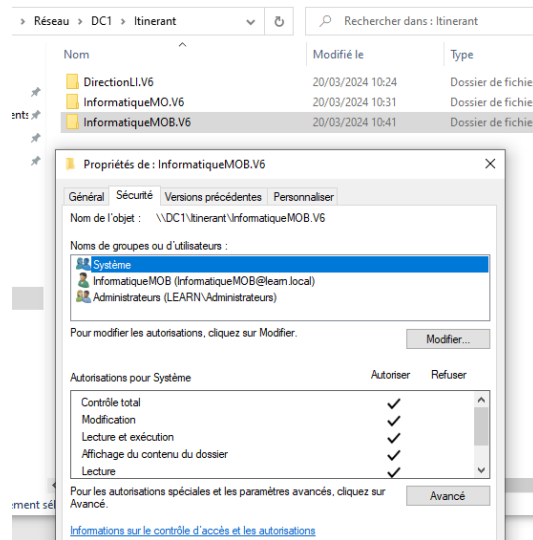 > Réseau > DC1 > Itinerant
Rechercher dans : Itinerant
Nom Modifié le Type
DirectionLI.V6 20/03/2024 10:24 Dossier de fichie
InformatiqueMO.V6 20/03/2024 10:31 Dossier de fichie
InformatiqueMOB.V6 20/03/2024 10:41 Dossier de fichie
Propriétés de : InformatiqueMOB.V6
Général Sécurité Versions précédentes Personnaliser
Nom de l'objet : \\DC1\Itinerant\InformatiqueMOB.V6
Noms de groupes ou d'utilisateurs :
Système
InformatiqueMOB (InformatiqueMOB@learn.local)
Administrateurs (LEARN\Administrateurs)
Pour modifier les autorisations, cliquez sur Modifier.
Modifier...
Autorisations pour Système Autoriser Refuser
Contrôle total
Modification
Lecture et exécution
Affichage du contenu du dossier
Lecture
Pour les autorisations spéciales et les paramètres avancés, cliquez sur
Avancé.
Avancé
Informations sur le contrôle d'accès et les autorisations